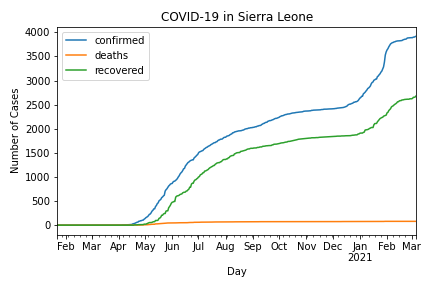 COVID-19 in Sierra Leone
confirmed
deaths
recovered
Number of Cases
4000
3500
3000
2500
2000
1500
1000
500
0
Feb Mar Apr May Jun Jul Aug Sep Oct Nov Dec Jan Feb Mar
2021
Day